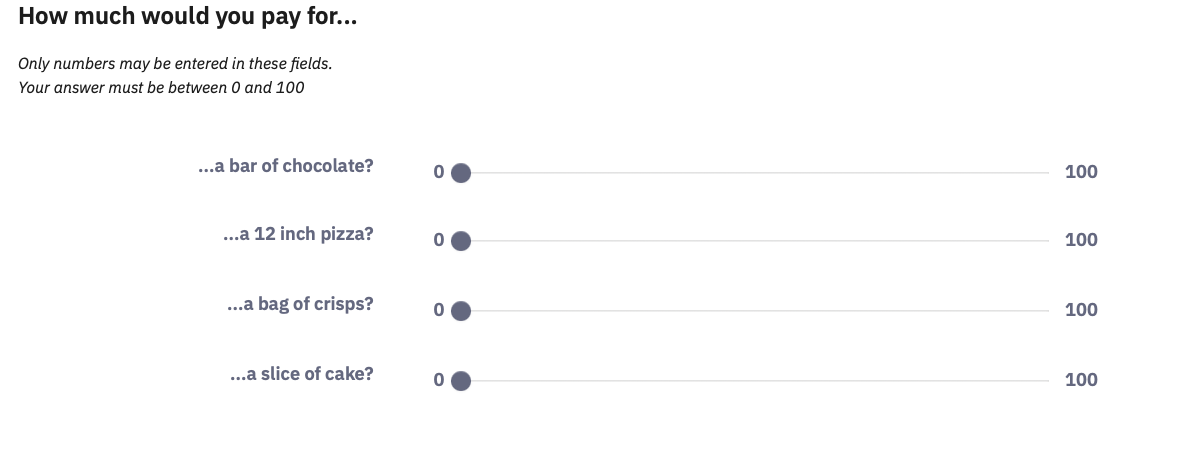 How much would you pay for...
Only numbers may be entered in these fields.
Your answer must be between 0 and 100
...a bar of chocolate? 0 100
...a 12 inch pizza? 0 100
...a bag of crisps? 0 100
...a slice of cake? 0 100